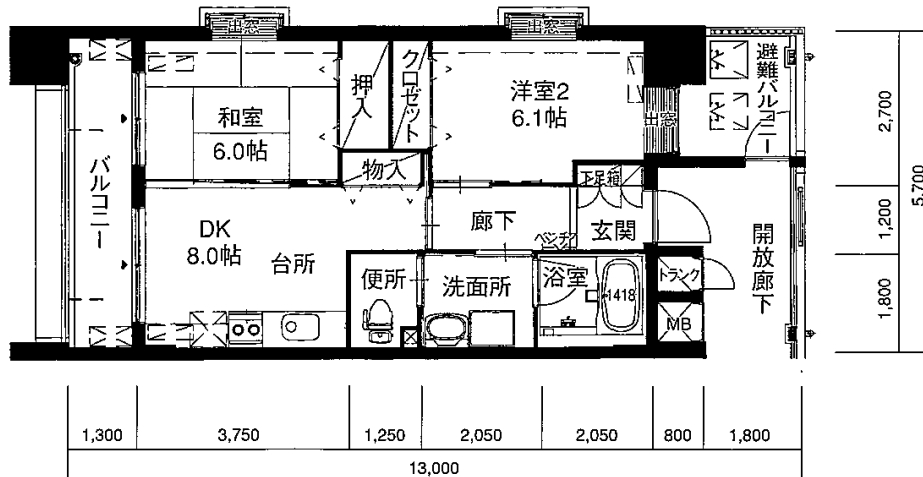 出窓
出窓
押入
クロゼット
洋室2
6.1帖
避難バルコニー
和室
6.0帖
出窓
2,700
バルコニー
物入
下足箱
5,700
DK
8.0帖
台所
廊下
ベンチ
玄関
1,200
開放廊下
便所
洗面所
浴室
1418
トランク
MB
1,800
1,300
3,750
1,250
2,050
2,050
800
1,800
13,000